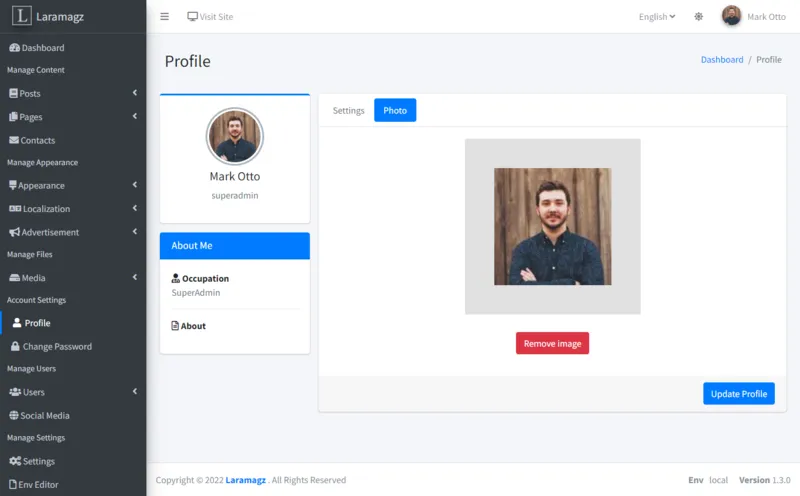 L Laramagz
Visit Site
English
Mark Otto
Dashboard
Manage Content
Posts
Pages
Contacts
Manage Appearance
Appearance
Localization
Advertisement
Manage Files
Media
Account Settings
Profile
Change Password
Manage Users
Users
Social Media
Manage Settings
Settings
Env Editor
Profile
Dashboard / Profile
Mark Otto
superadmin
About Me
Occupation
SuperAdmin
About
Settings
Photo
Remove image
Update Profile
Copyright © 2022 Laramagz . All Rights Reserved
Env local Version 1.3.0